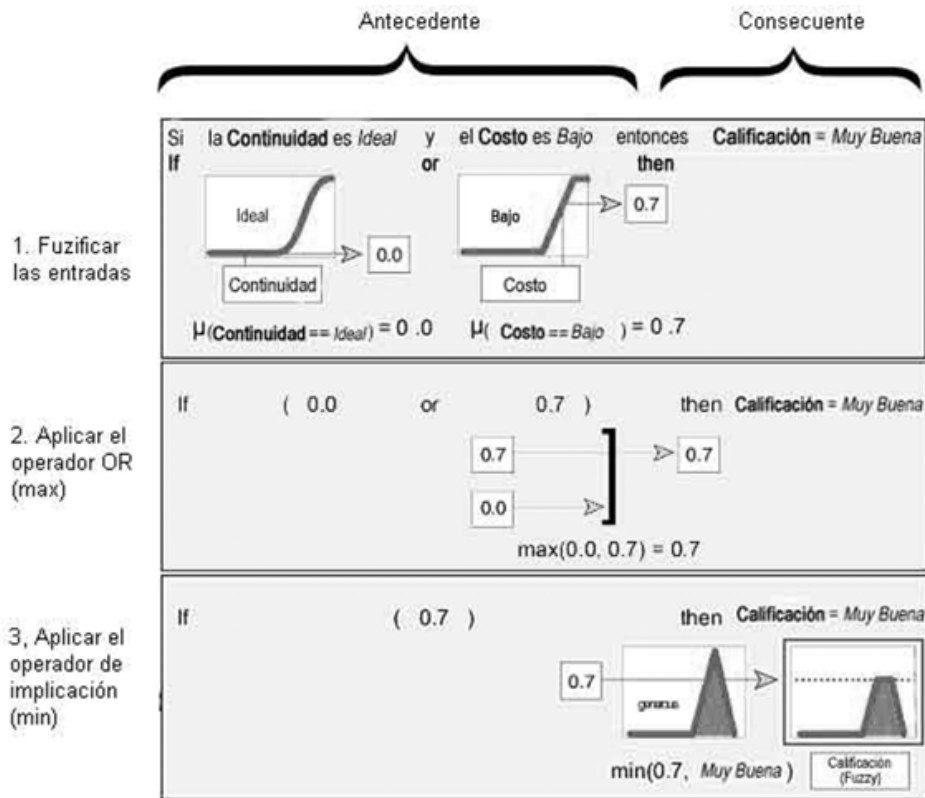 Antecedente
Consecuente
Si la Continuidad es Ideal y el Costo es Bajo entonces Calificación = Muy Buena
If or then
Ideal
Bajo
0.7
0.0
Continuidad
Costo
1. Fuzificar
las entradas
μ(Continuidad == Ideal) = 0 .0
μ( Costo == Bajo ) = 0 .7
If ( 0.0 or 0.7 ) then Calificación = Muy Buena
2. Aplicar el
operador OR
(max)
0.7
0.7
0.0
max(0.0, 0.7) = 0.7
If ( 0.7 ) then Calificación = Muy Buena
3, Aplicar el
operador de
implicación
(min)
0.7
generous
min(0.7, Muy Buena )
Calificación
(Fuzzy)